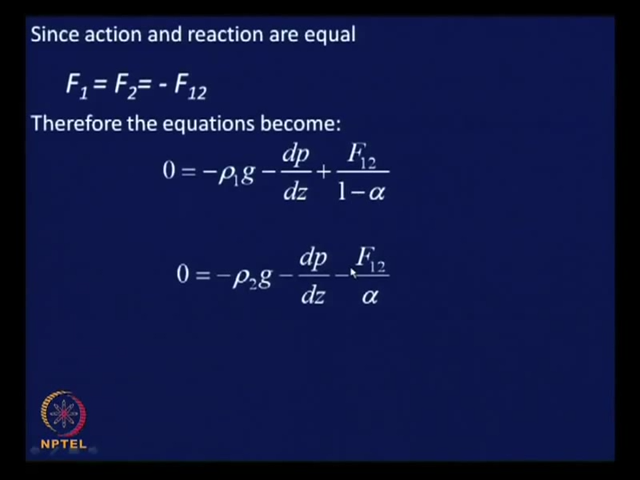 Since action and reaction are equal
F₁ = F₂ = - F₁₂
Therefore the equations become:
0 = -ρ₁g - dp/dz + F₁₂/(1-α)
0 = -ρ₂g - dp/dz - F₁₂/α
NPTEL